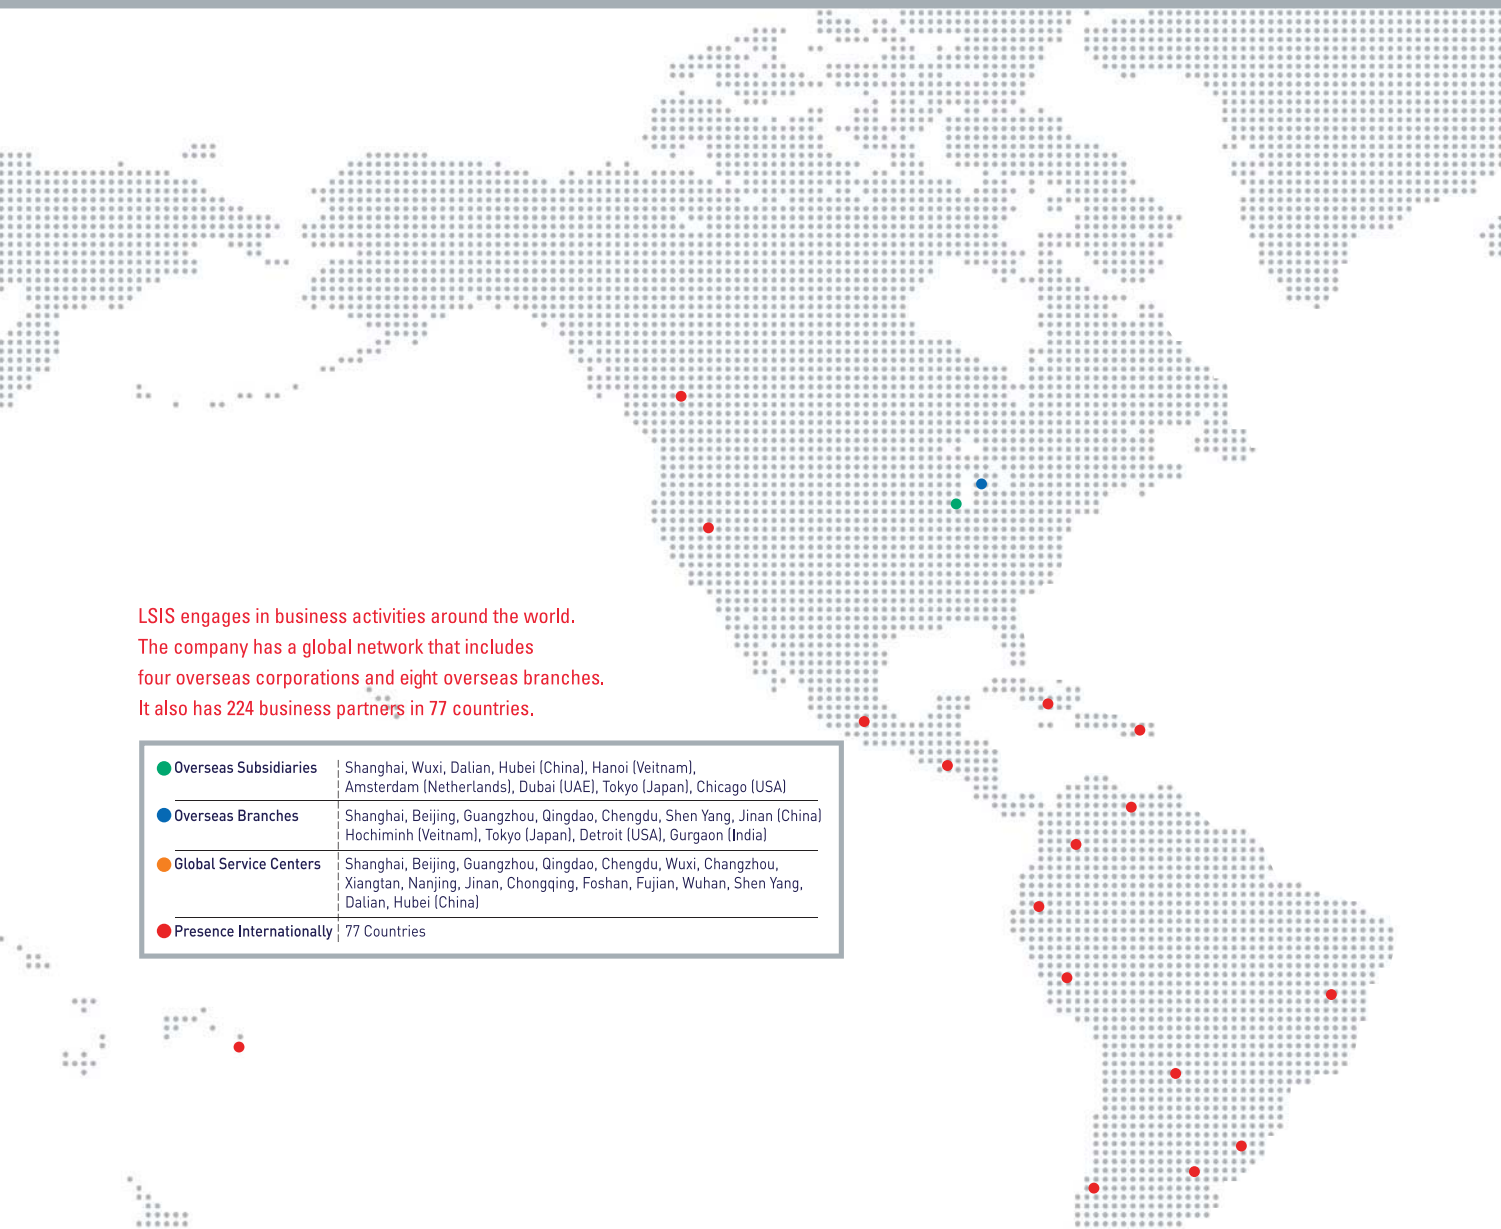 LSIS engages in business activities around the world.
The company has a global network that includes
four overseas corporations and eight overseas branches.
It also has 224 business partners in 77 countries.
Overseas Subsidiaries
Shanghai, Wuxi, Dalian, Hubei (China), Hanoi (Veitnam),
Amsterdam (Netherlands), Dubai (UAE), Tokyo (Japan), Chicago (USA)
Overseas Branches
Shanghai, Beijing, Guangzhou, Qingdao, Chengdu, Shen Yang, Jinan (China)
Hochiminh (Veitnam), Tokyo (Japan), Detroit (USA), Gurgaon (India)
Global Service Centers
Shanghai, Beijing, Guangzhou, Qingdao, Chengdu, Wuxi, Changzhou,
Xiangtan, Nanjing, Jinan, Chongqing, Foshan, Fujian, Wuhan, Shen Yang,
Dalian, Hubei (China)
Presence Internationally
77 Countries